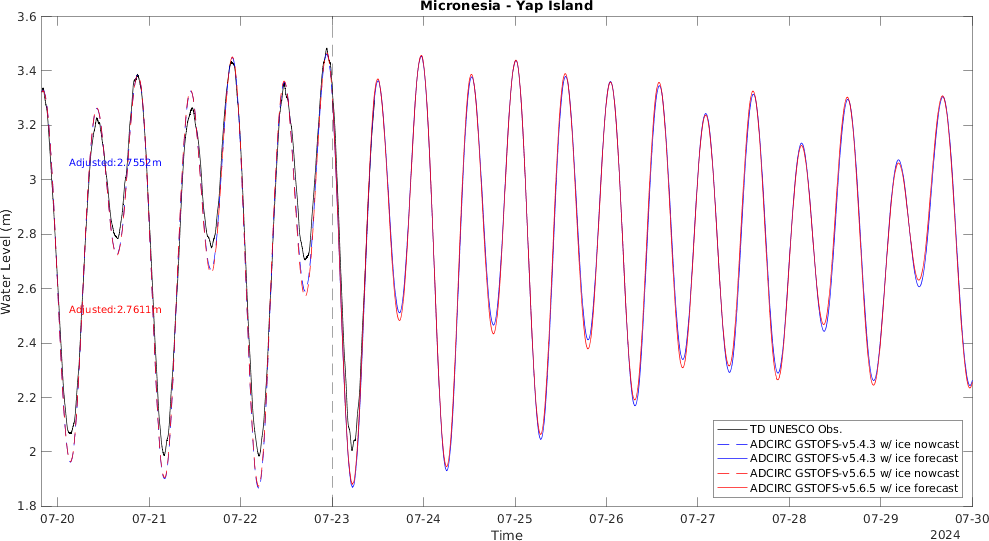 Micronesia - Yap Island
3.6
3.4
3.2
3
2.8
2.6
2.4
2.2
2
1.8
Water Level (m)
Adjusted:2.7552m
Adjusted:2.7611m
TD UNESCO Obs.
ADCIRC GSTOFS-v5.4.3 w/ ice nowcast
ADCIRC GSTOFS-v5.4.3 w/ ice forecast
ADCIRC GSTOFS-v5.6.5 w/ ice nowcast
ADCIRC GSTOFS-v5.6.5 w/ ice forecast
07-20 07-21 07-22 07-23 07-24 07-25 07-26 07-27 07-28 07-29 07-30
Time
2024